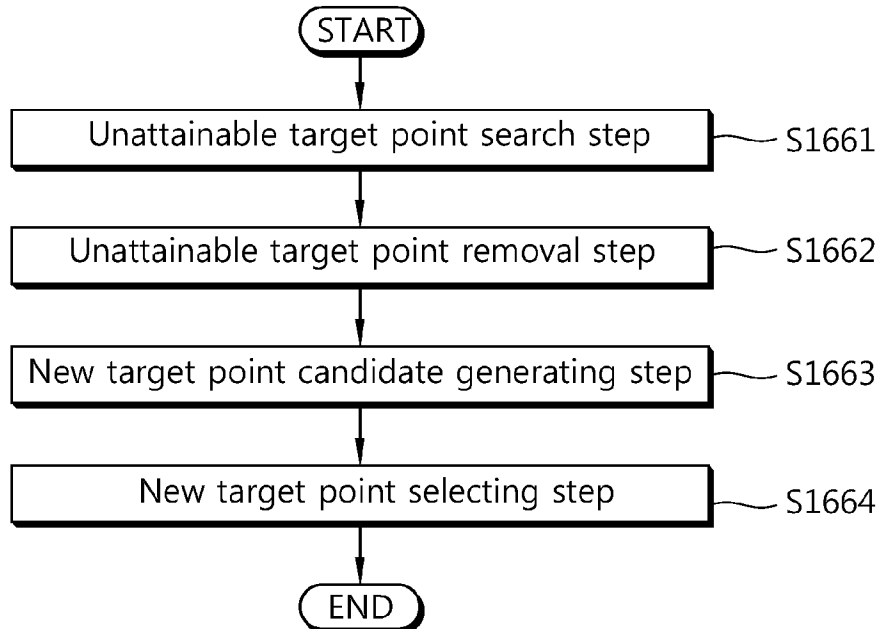 START
Unattainable target point search step
S1661
Unattainable target point removal step
S1662
New target point candidate generating step
S1663
New target point selecting step
S1664
END